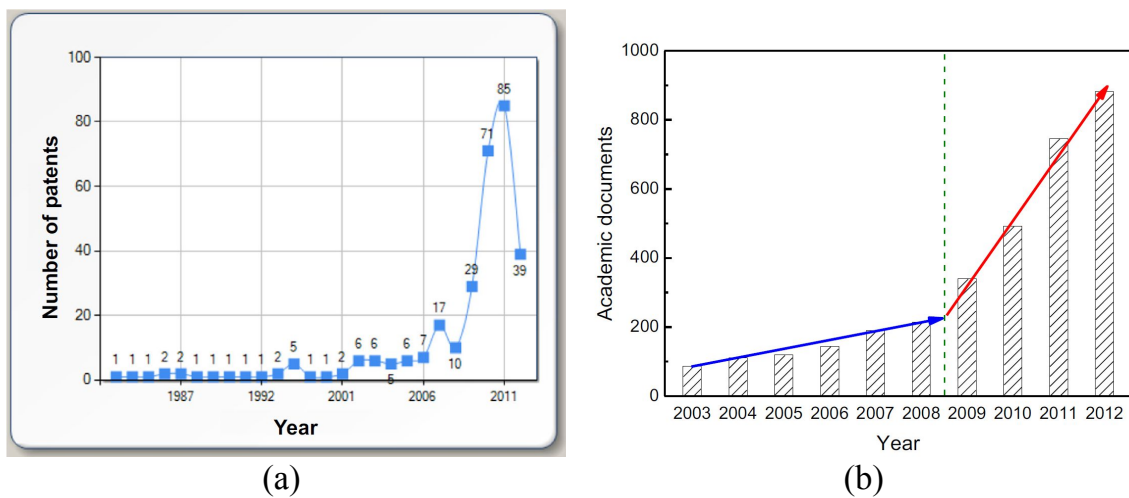 100
80
60
40
20
0
Number of patents
1 1 1 2 2 1 1 1 1 1 2 5 1 1 2 6 6 5 6 7 17 10 29 71 85 39
1987 1992 2001 2006 2011
Year
(a)
1000
800
600
400
200
0
Academic documents
2003 2004 2005 2006 2007 2008 2009 2010 2011 2012
Year
(b)